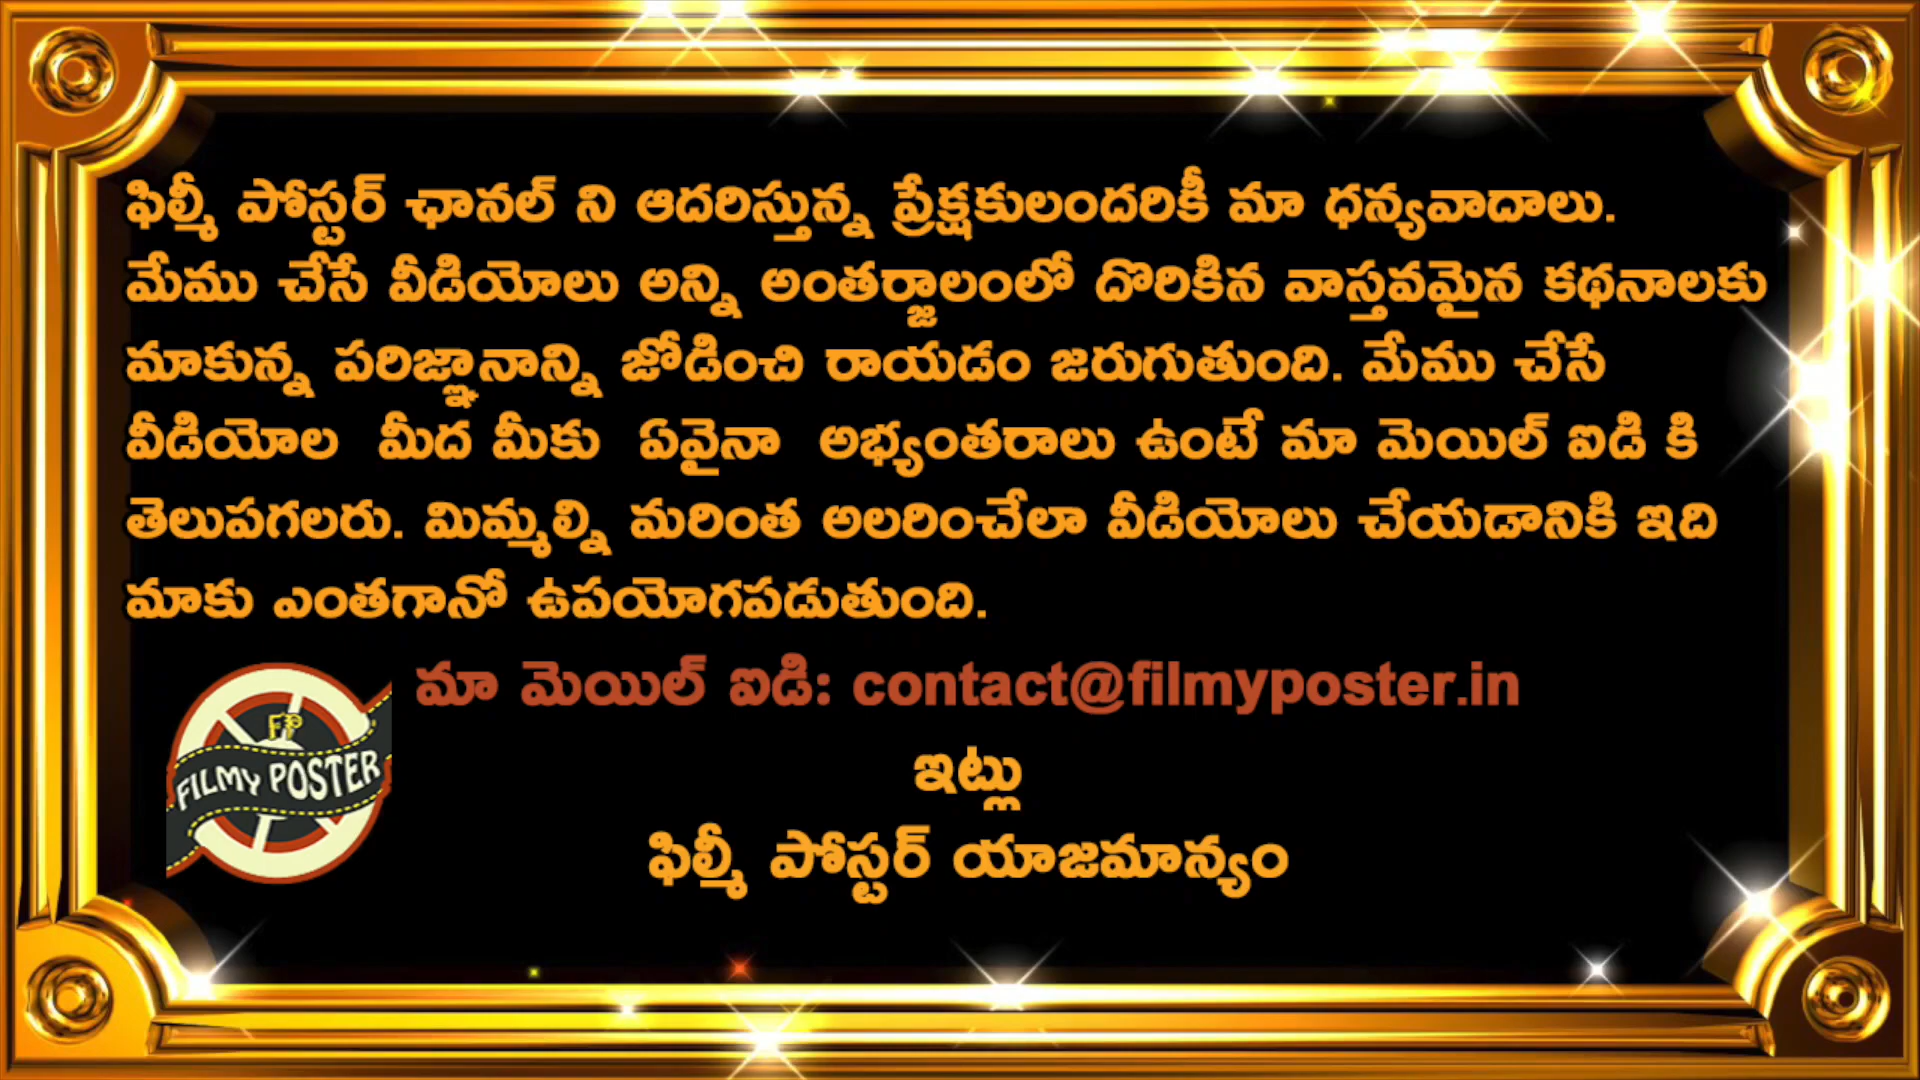 ఫిల్మీ పోస్టర్ ఛానల్ ని ఆదరిస్తున్న ప్రేక్షకులందరికీ మా ధన్యవాదాలు.
మేము చేసే వీడియోలు అన్ని అంతర్జాలంలో దొరికిన వాస్తవమైన కథనాలకు
మాకున్న పరిజ్ఞానాన్ని జోడించి రాయడం జరుగుతుంది. మేము చేసే
వీడియోల మీద మీకు ఏవైనా అభ్యంతరాలు ఉంటే మా మెయిల్ ఐడి కి
తెలుపగలరు. మిమ్మల్ని మరింత అలరించేలా వీడియోలు చేయడానికి ఇది
మాకు ఎంతగానో ఉపయోగపడుతుంది.
మా మెయిల్ ఐడి: contact@filmyposter.in
FP
FILMY POSTER
ఇట్లు
ఫిల్మీ పోస్టర్ యాజమాన్యం